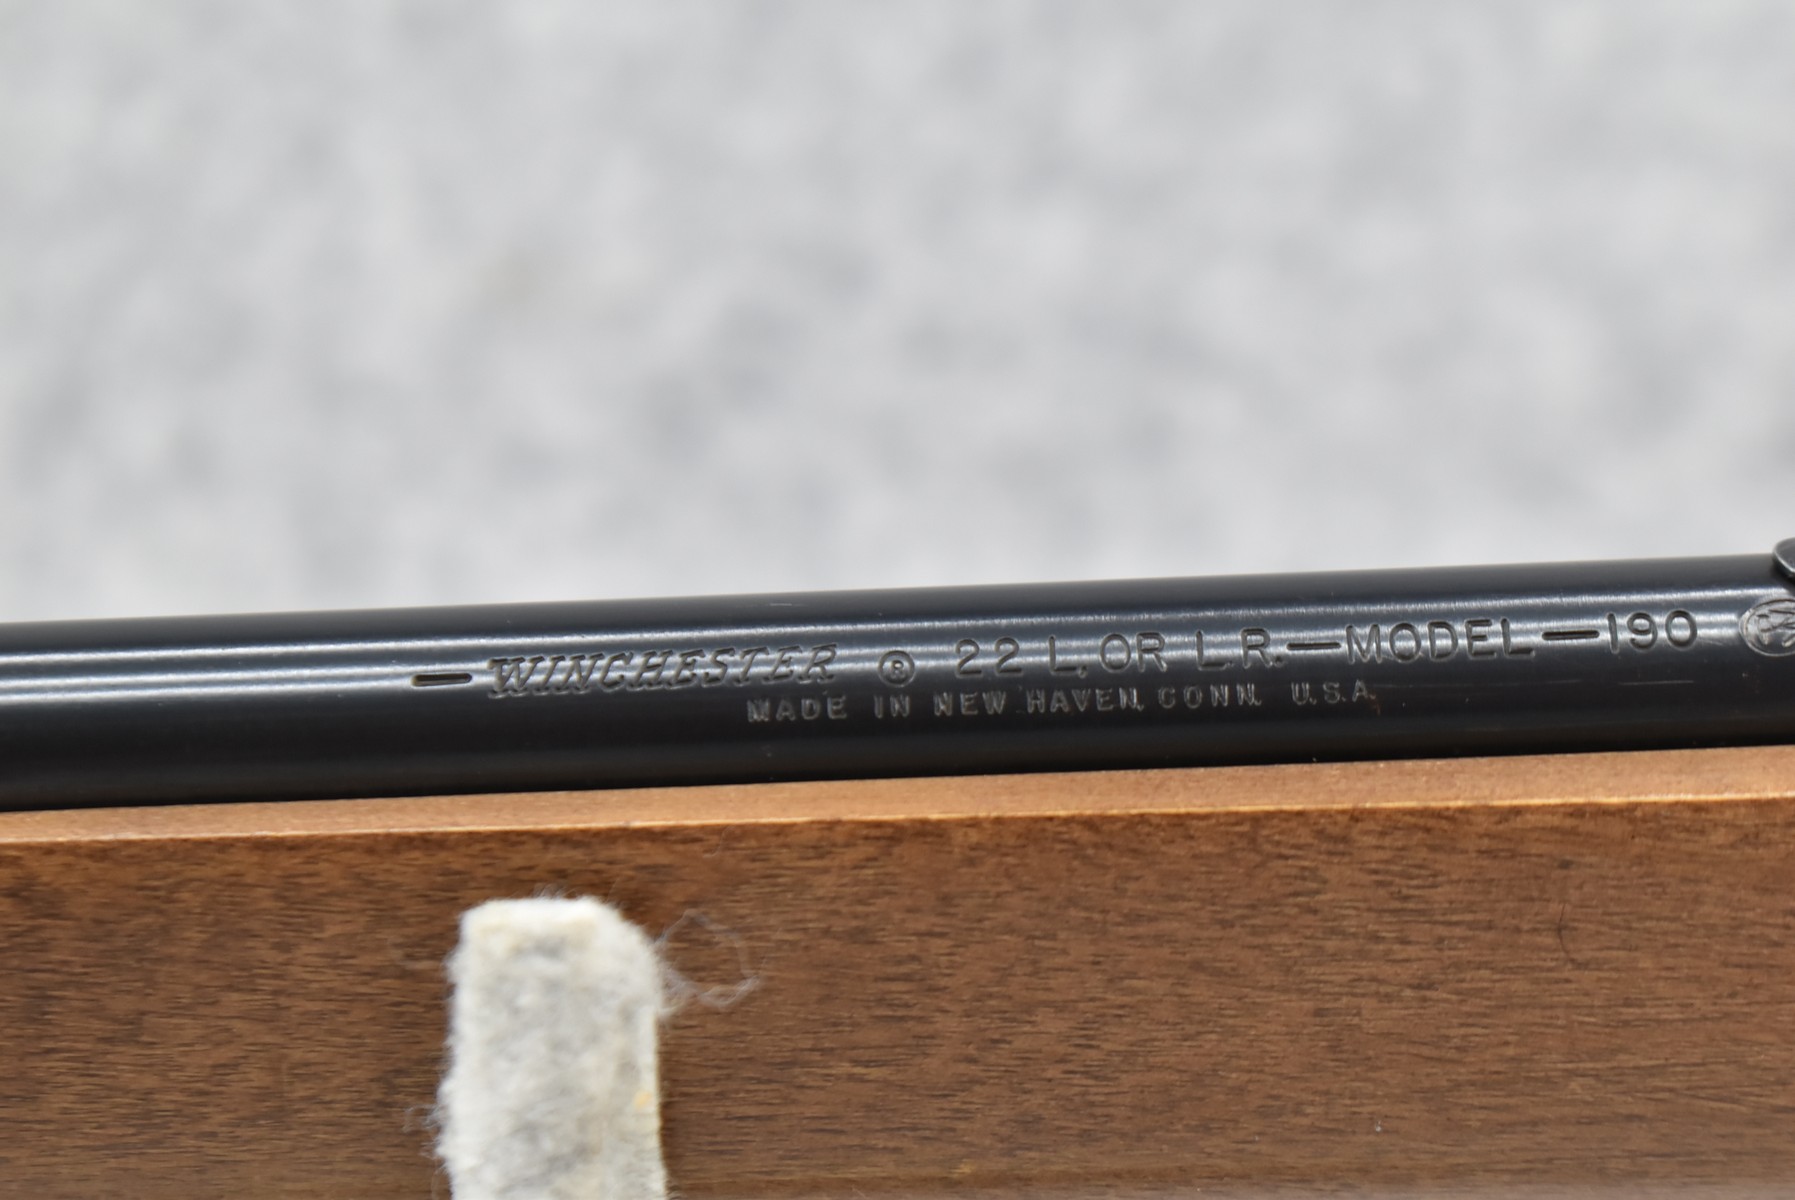 —WINCHESTER ® 22 L. OR L.R.—MODEL—190
MADE IN NEW HAVEN, CONN. U.S.A.